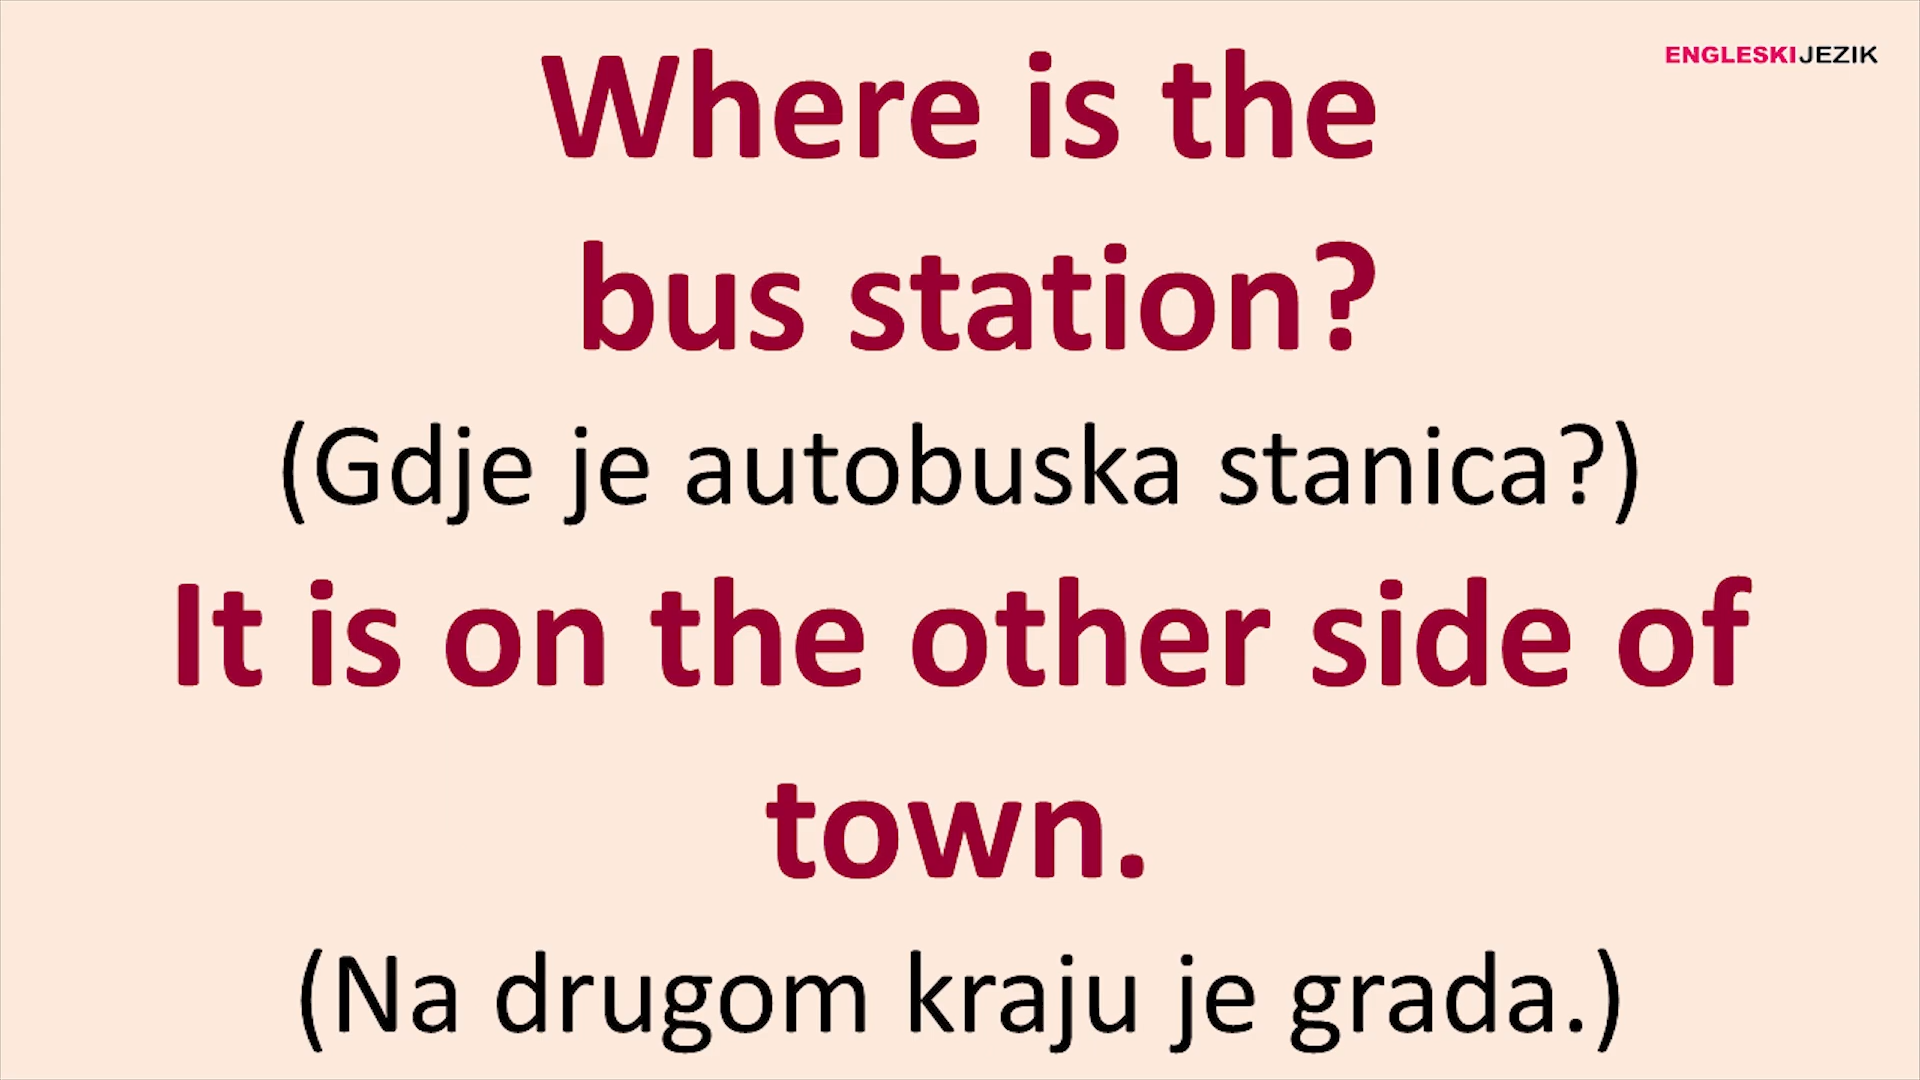 ENGLESKIJEZIK
Where is the
bus station?
(Gdje je autobuska stanica?)
It is on the other side of
town.
(Na drugom kraju je grada.)